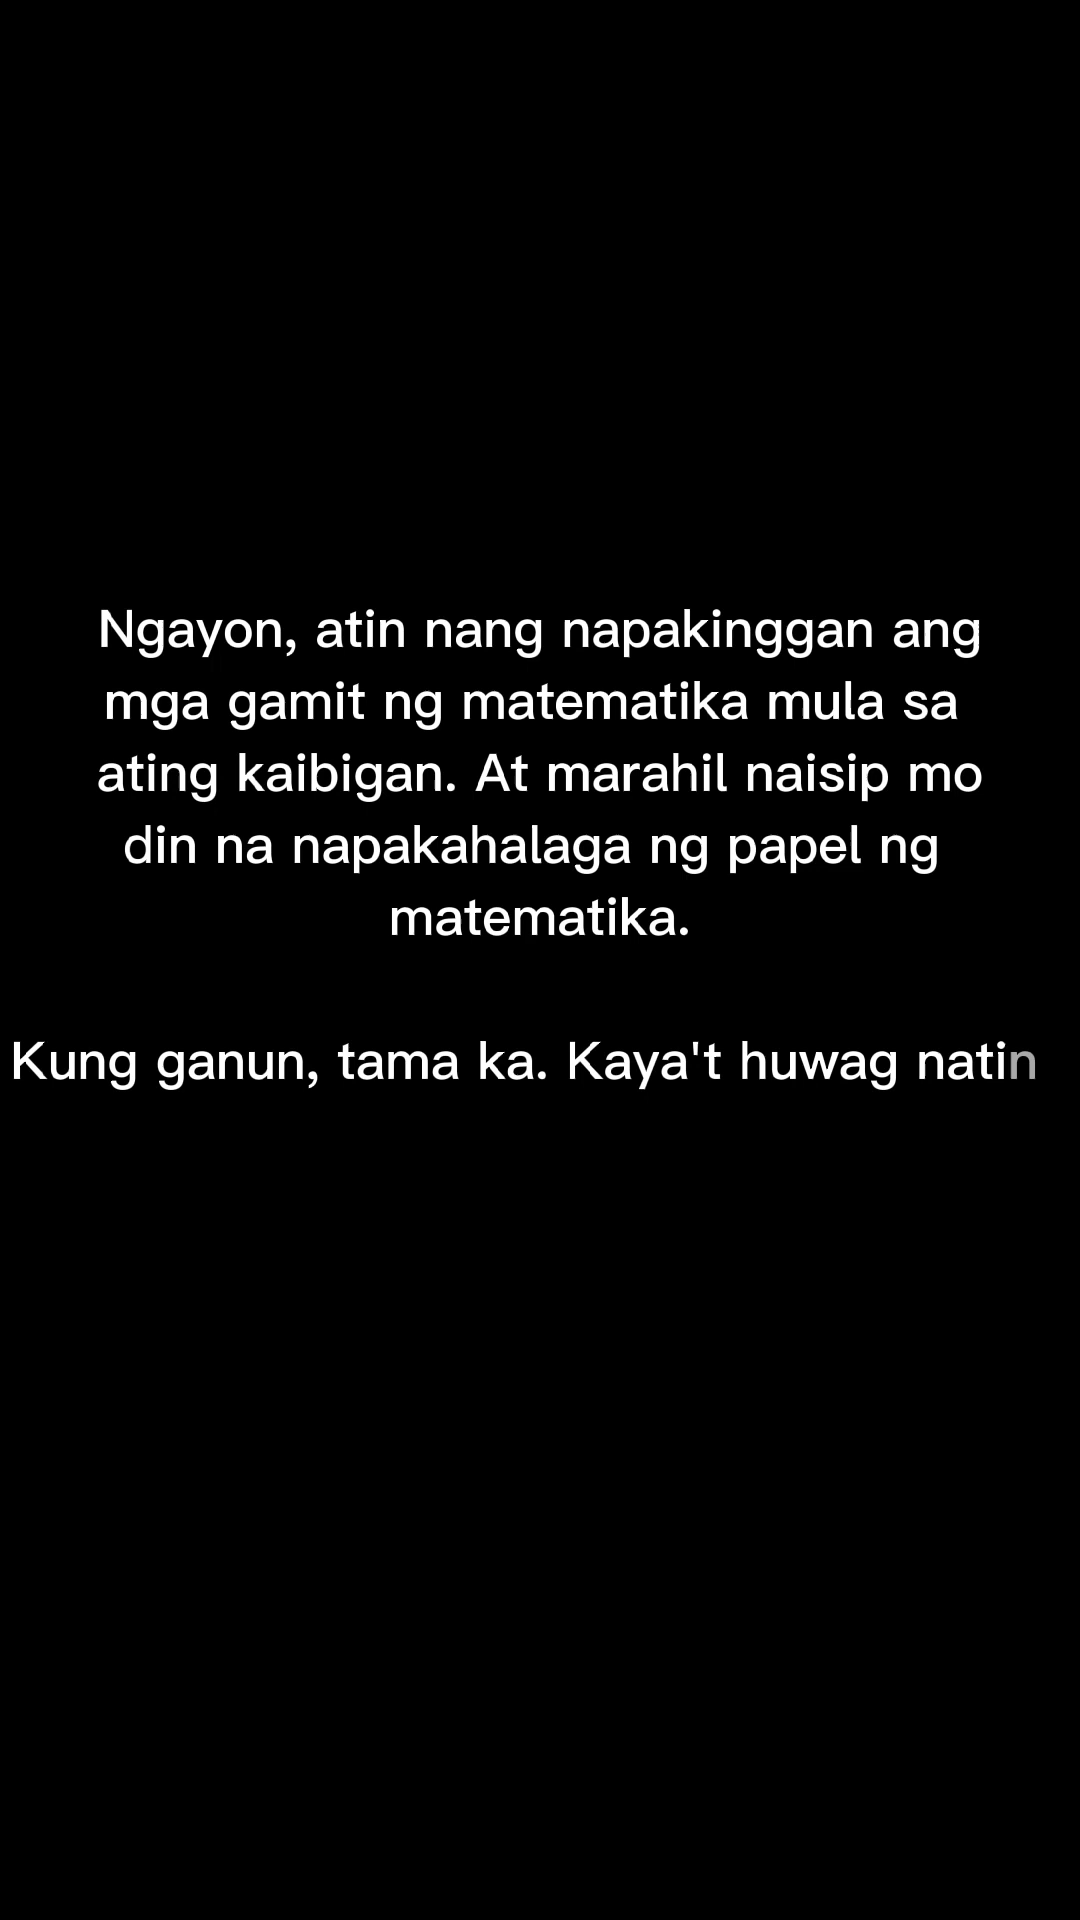 Ngayon, atin nang napakinggan ang
mga gamit ng matematika mula sa
ating kaibigan. At marahil naisip mo
din na napakahalaga ng papel ng
matematika.
Kung ganun, tama ka. Kaya't huwag natin